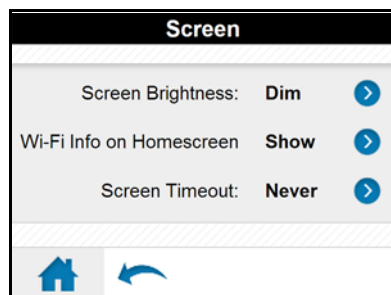 Screen
Screen Brightness: Dim
Wi-Fi Info on Homescreen Show
Screen Timeout: Never